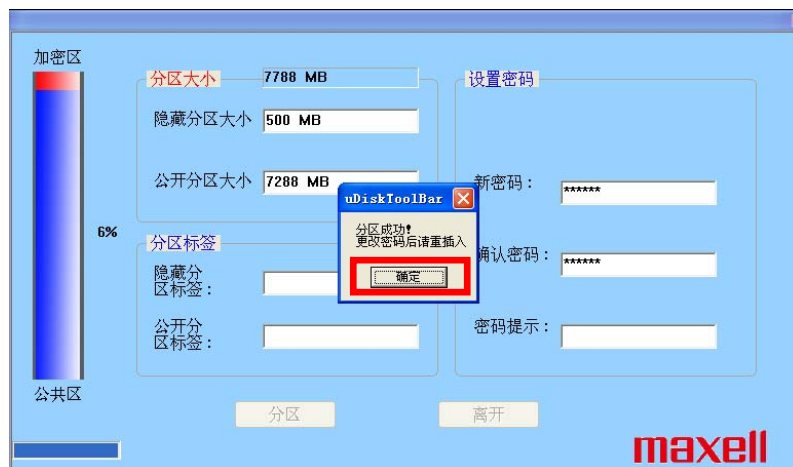 加密区
分区大小 7788 MB
隐藏分区大小 500 MB
公开分区大小 7288 MB
6%
公共区
分区标签
隐藏分
区标签：
公开分
区标签：
设置密码
新密码： ******
确认密码： ******
密码提示：
uDiskToolBar
分区成功!
更改密码后请重插入
确定
分区
离开
maxell